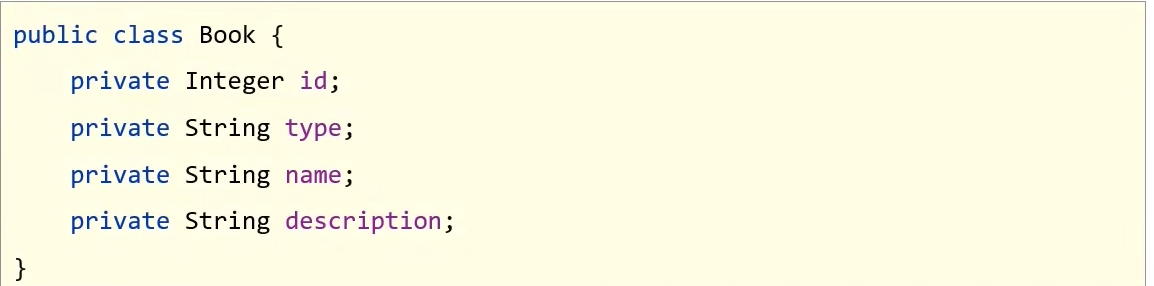 public class Book {
    private Integer id;
    private String type;
    private String name;
    private String description;
}